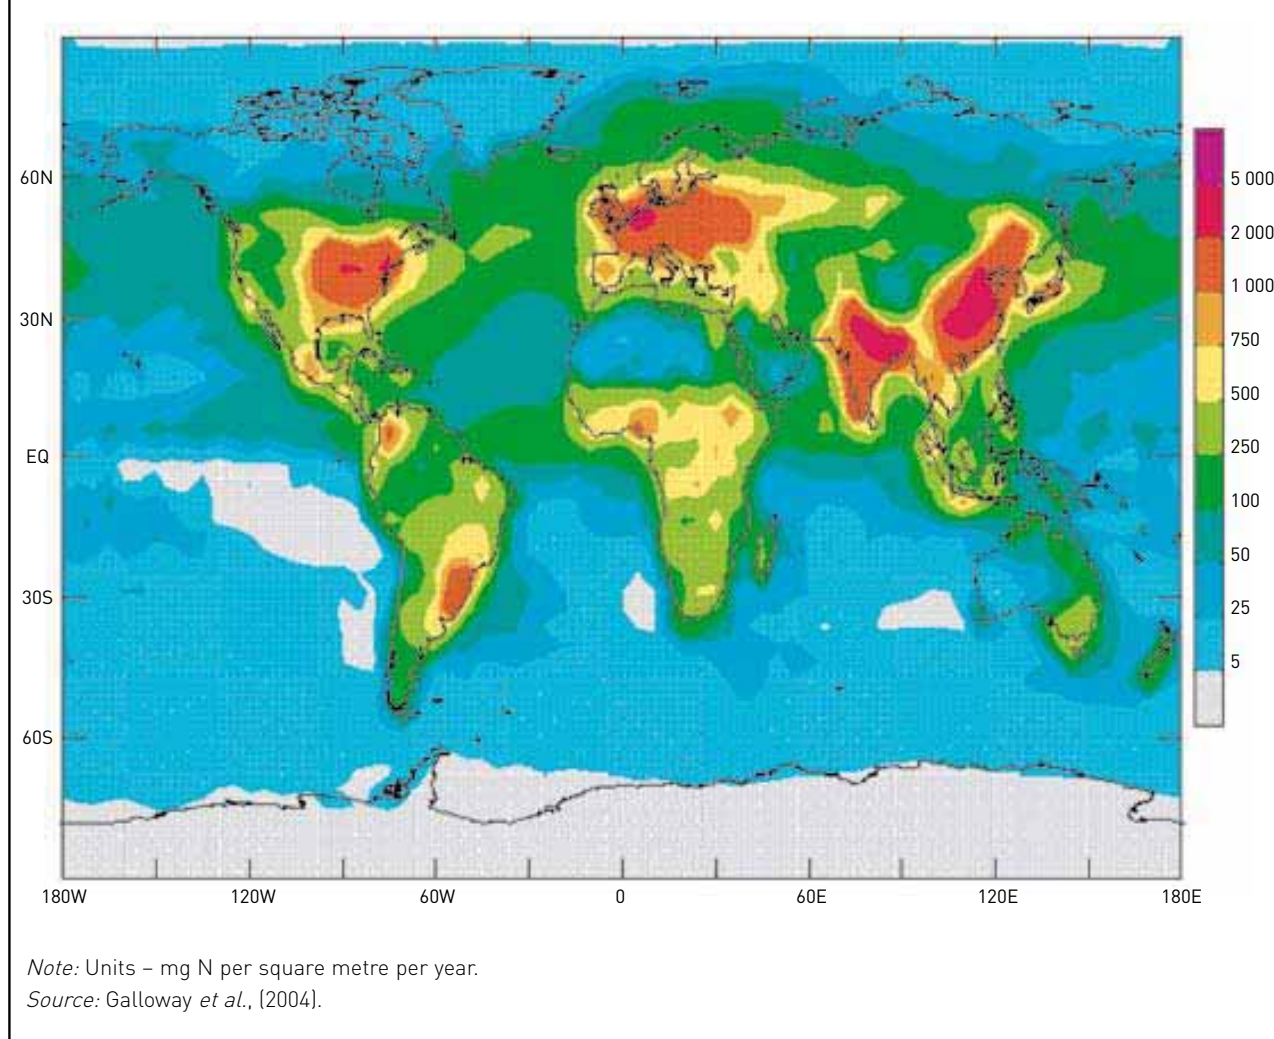 60N
30N
EQ
30S
60S
180W
120W
60W
0
60E
120E
180E
5 000
2 000
1 000
750
500
250
100
50
25
5
Note: Units – mg N per square metre per year.
Source: Galloway et al., (2004).